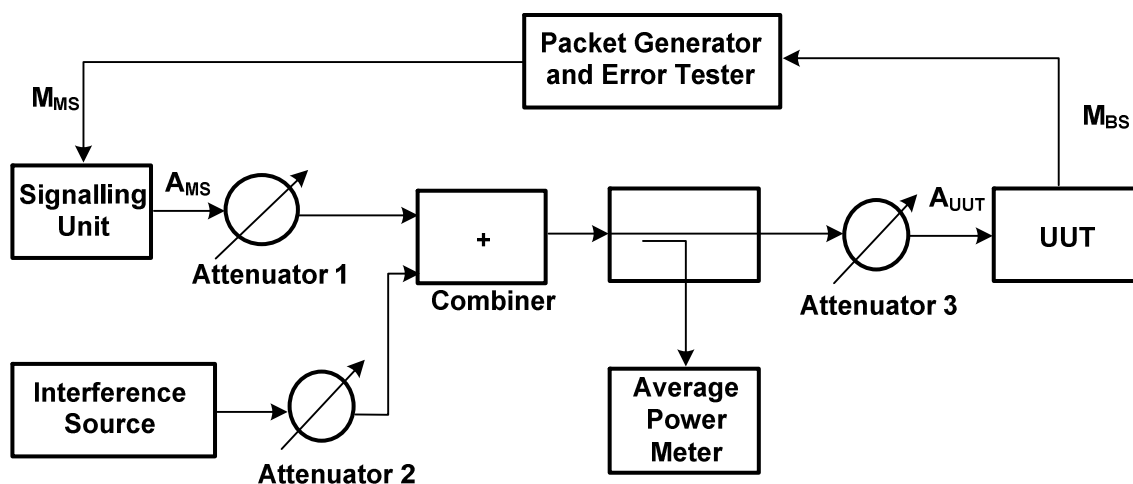 Packet Generator
and Error Tester
M_MS
M_BS
Signalling
Unit
A_MS
Attenuator 1
+
Combiner
A_UUT
Attenuator 3
UUT
Interference
Source
Attenuator 2
Average
Power
Meter